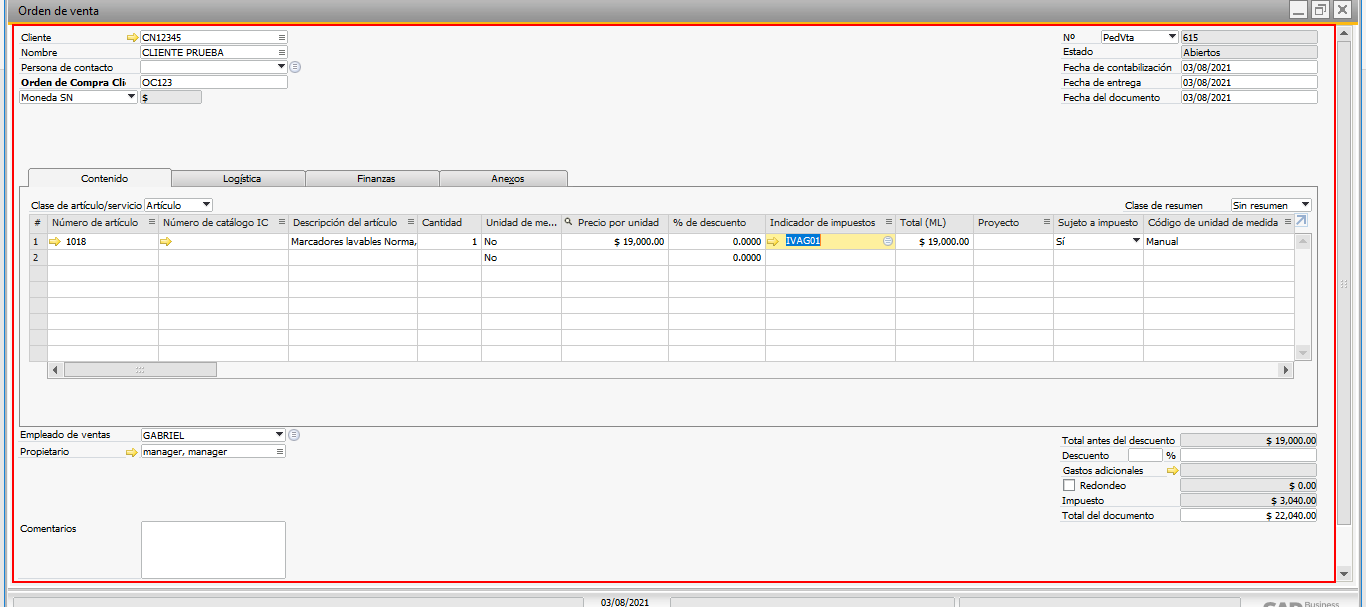 Orden de venta
Cliente CN12345
Nombre CLIENTE PRUEBA
Persona de contacto
Orden de Compra Cli OC123
Moneda SN $
Nº PedVta 615
Estado Abiertos
Fecha de contabilización 03/08/2021
Fecha de entrega 03/08/2021
Fecha del documento 03/08/2021
Contenido Logística Finanzas Anexos
Clase de artículo/servicio Artículo
Clase de resumen Sin resumen
# Número de artículo Número de catálogo IC Descripción del artículo Cantidad Unidad de me... Precio por unidad % de descuento Indicador de impuestos Total (ML) Proyecto Sujeto a impuesto Código de unidad de medida
1 1018 Marcadores lavables Norma, 1 No $ 19,000.00 0.0000 IVAG01 $ 19,000.00 Sí Manual
2 No 0.0000
Empleado de ventas GABRIEL
Propietario manager, manager
Comentarios
Total antes del descuento $ 19,000.00
Descuento %
Gastos adicionales
Redondeo $ 0.00
Impuesto $ 3,040.00
Total del documento $ 22,040.00
03/08/2021
Business